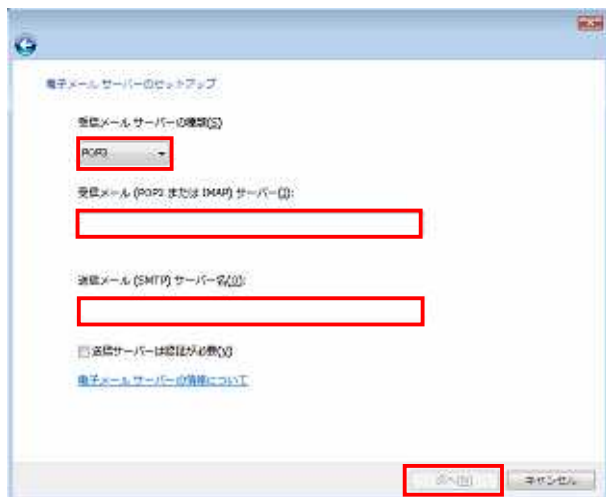 電子メール サーバーのセットアップ
受信メール サーバーの種類(S)
POP3
受信メール (POP3 または IMAP) サーバー(I):
送信メール (SMTP) サーバー名(O):
送信サーバーは認証が必要(V)
電子メール サーバーの情報について
次へ(N)
キャンセル